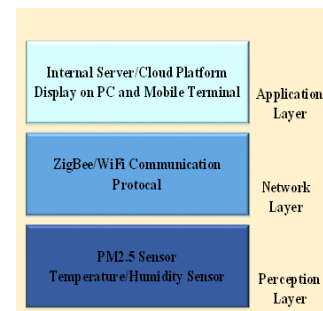 Internal Server/Cloud Platform
Display on PC and Mobile Terminal
Application
Layer
ZigBee/WiFi Communication
Protocal
Network
Layer
PM2.5 Sensor
Temperature/Humidity Sensor
Perception
Layer